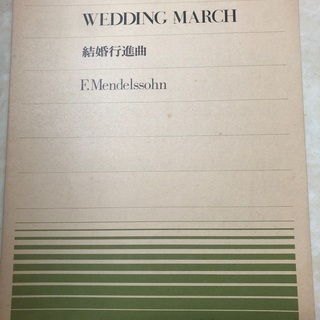 WEDDING MARCH
結婚行進曲
F.Mendelssohn